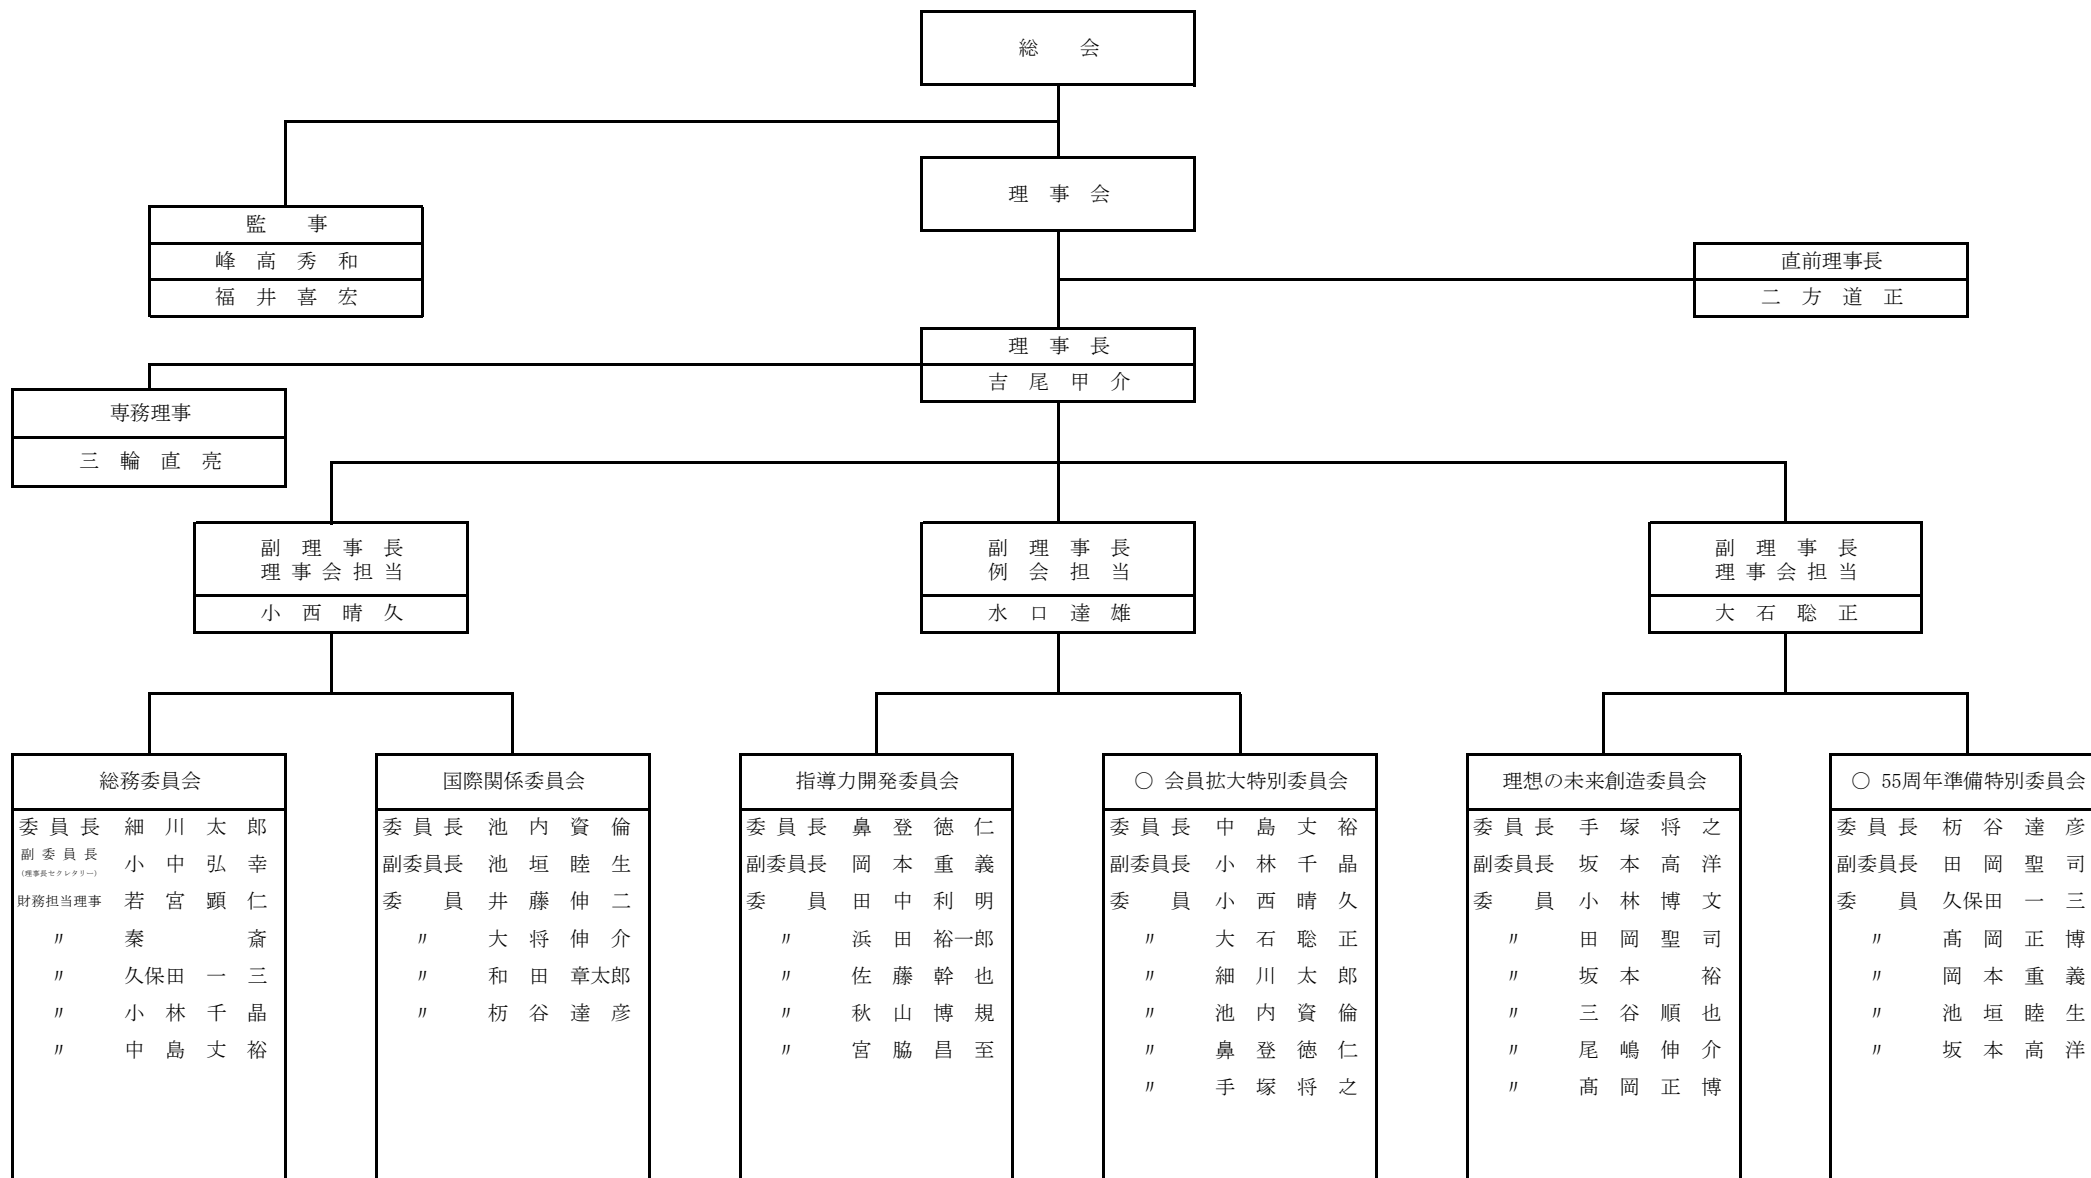 総　会
理　事　会
監　事
峰　高　秀　和
福　井　喜　宏
直前理事長
二　方　道　正
理　事　長
吉　尾　甲　介
専務理事
三　輪　直　亮
副　理　事　長
理 事 会 担 当
小　西　晴　久
副　理　事　長
例　会　担　当
水　口　達　雄
副　理　事　長
理 事 会 担 当
大　石　聡　正
総務委員会
委 員 長　細　川　太　郎
副 委 員 長
(理事長セクレタリー)
小　中　弘　幸
財務担当理事　若　宮　顕　仁
〃　秦　　　斎
〃　久保田　一　三
〃　小　林　千　晶
〃　中　島　丈　裕
国際関係委員会
委 員 長　池　内　資　倫
副委員長　池　垣　睦　生
委　員　井　藤　伸　二
〃　大　将　伸　介
〃　和　田　章太郎
〃　杤　谷　達　彦
指導力開発委員会
委 員 長　鼻　登　徳　仁
副委員長　岡　本　重　義
委　員　田　中　利　明
〃　浜　田　裕一郎
〃　佐　藤　幹　也
〃　秋　山　博　規
〃　宮　脇　昌　至
○ 会員拡大特別委員会
委 員 長　中　島　丈　裕
副委員長　小　林　千　晶
委　員　小　西　晴　久
〃　大　石　聡　正
〃　細　川　太　郎
〃　池　内　資　倫
〃　鼻　登　徳　仁
〃　手　塚　将　之
理想の未来創造委員会
委 員 長　手　塚　将　之
副委員長　坂　本　高　洋
委　員　小　林　博　文
〃　田　岡　聖　司
〃　坂　本　　裕
〃　三　谷　順　也
〃　尾　嶋　伸　介
〃　髙　岡　正　博
○ 55周年準備特別委員会
委 員 長　杤　谷　達　彦
副委員長　田　岡　聖　司
委　員　久保田　一　三
〃　髙　岡　正　博
〃　岡　本　重　義
〃　池　垣　睦　生
〃　坂　本　高　洋